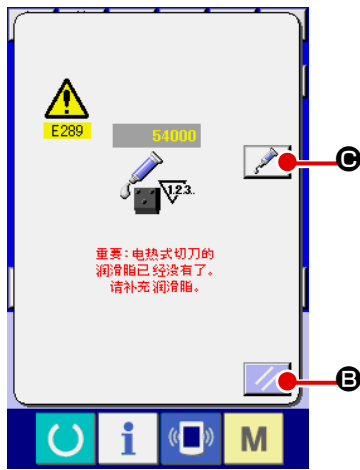 E289
54000
1.2.3..
C
重要:电热式切刀的
润滑脂已经没有了。
请补充润滑脂。
B
i
M